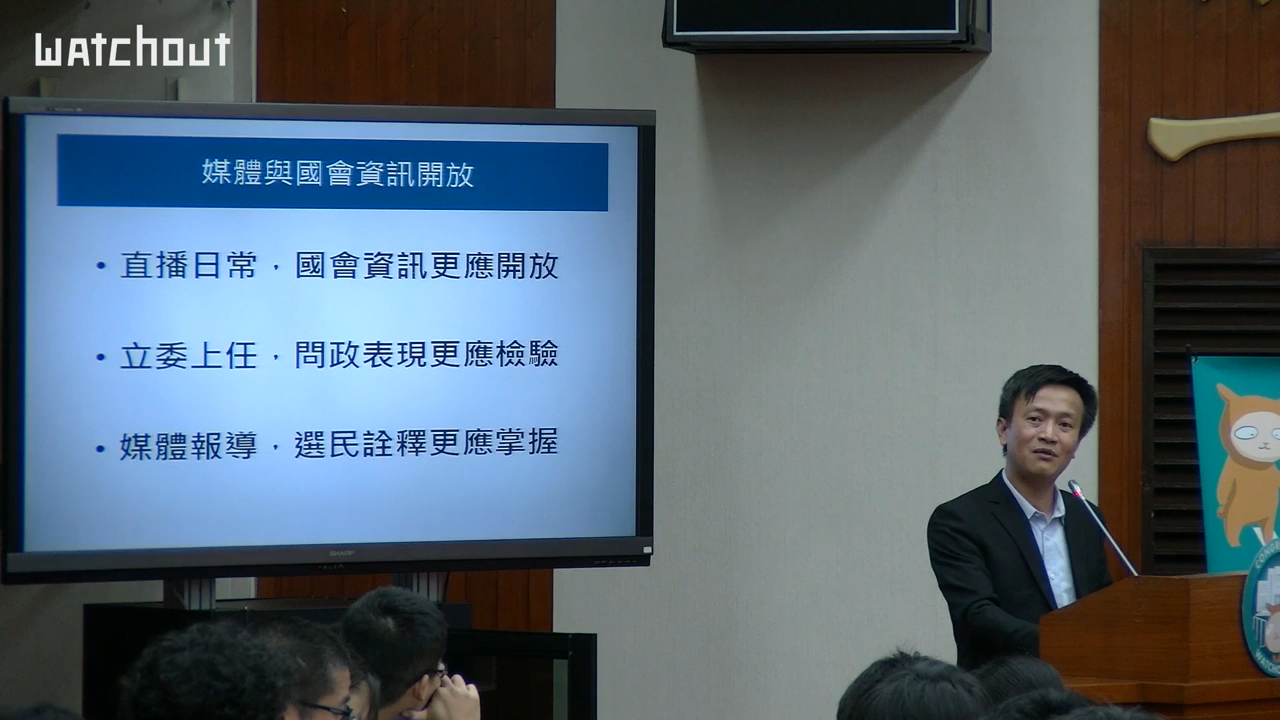 WATCHOUT
媒體與國會資訊開放
• 直播日常，國會資訊更應開放
• 立委上任，問政表現更應檢驗
• 媒體報導，選民詮釋更應掌握
SHARP